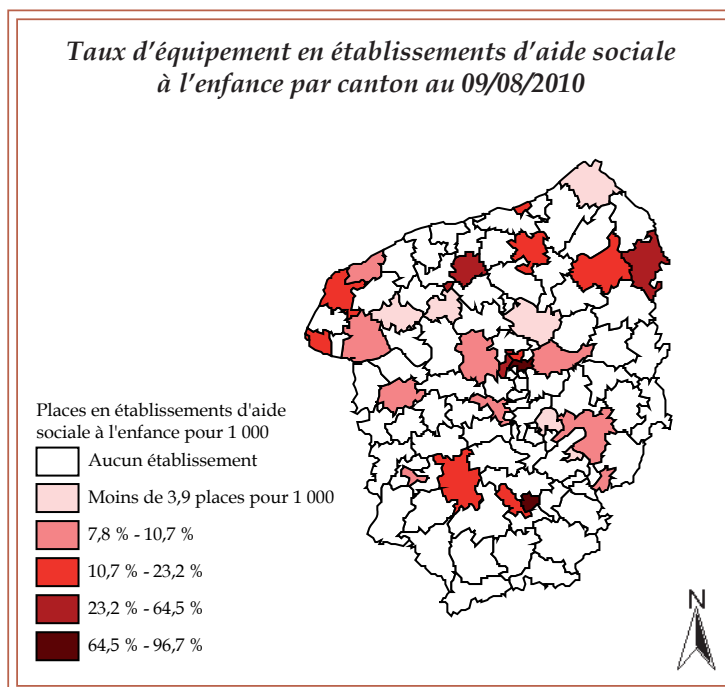 Taux d’équipement en établissements d’aide sociale
à l’enfance par canton au 09/08/2010
Places en établissements d'aide
sociale à l'enfance pour 1 000
Aucun établissement
Moins de 3,9 places pour 1 000
7,8 % - 10,7 %
10,7 % - 23,2 %
23,2 % - 64,5 %
64,5 % - 96,7 %
N